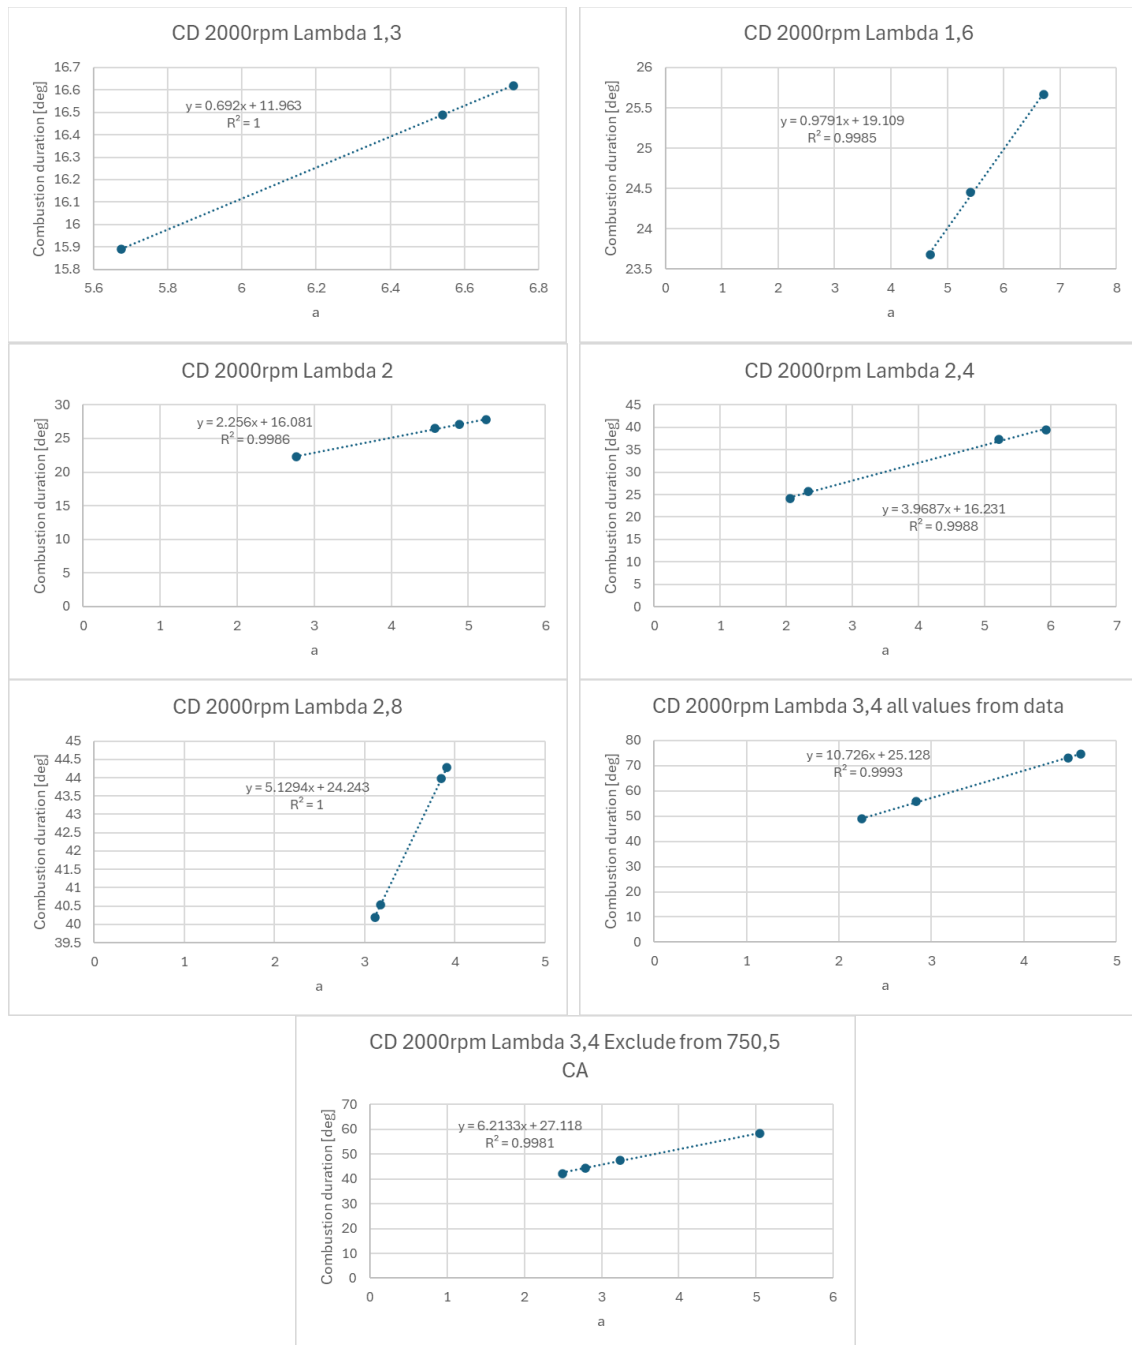 CD 2000rpm Lambda 1,3
Combustion duration [deg]
16.7
16.6
16.5
16.4
16.3
16.2
16.1
16
15.9
15.8
y = 0.692x + 11.963
R² = 1
5.6 5.8 6 6.2 6.4 6.6 6.8
a
CD 2000rpm Lambda 1,6
Combustion duration [deg]
26
25.5
25
24.5
24
23.5
y = 0.9791x + 19.109
R² = 0.9985
0 1 2 3 4 5 6 7 8
a
CD 2000rpm Lambda 2
Combustion duration [deg]
30
25
20
15
10
5
0
y = 2.256x + 16.081
R² = 0.9986
0 1 2 3 4 5 6
a
CD 2000rpm Lambda 2,4
Combustion duration [deg]
45
40
35
30
25
20
15
10
5
0
y = 3.9687x + 16.231
R² = 0.9988
0 1 2 3 4 5 6 7
a
CD 2000rpm Lambda 2,8
Combustion duration [deg]
45
44.5
44
43.5
43
42.5
42
41.5
41
40.5
40
39.5
y = 5.1294x + 24.243
R² = 1
0 1 2 3 4 5
a
CD 2000rpm Lambda 3,4 all values from data
Combustion duration [deg]
80
70
60
50
40
30
20
10
0
y = 10.726x + 25.128
R² = 0.9993
0 1 2 3 4 5
a
CD 2000rpm Lambda 3,4 Exclude from 750,5
CA
Combustion duration [deg]
70
60
50
40
30
20
10
0
y = 6.2133x + 27.118
R² = 0.9981
0 1 2 3 4 5 6
a